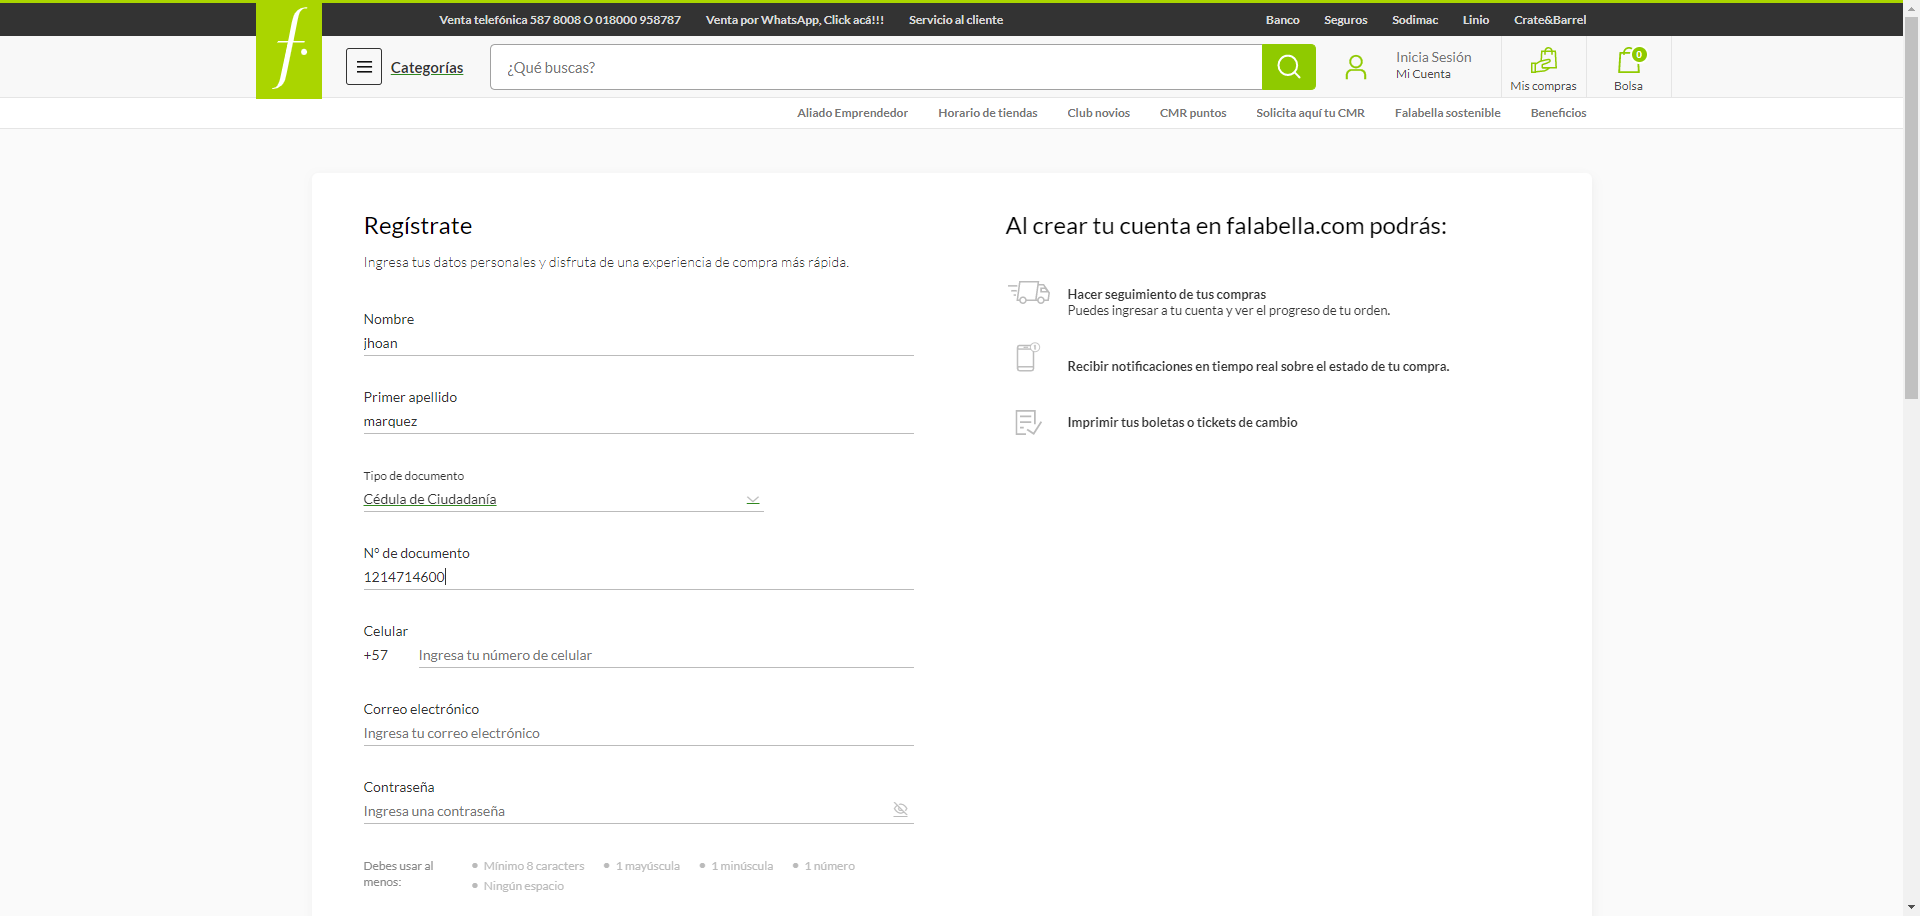 Venta telefónica 587 8008 O 018000 958787 Venta por WhatsApp, Click acá!!! Servicio al cliente Banco Seguros Sodimac Linio Crate&Barrel
f.
Categorías ¿Qué buscas? Inicia Sesión
Mi Cuenta
Mis compras
0
Bolsa
Aliado Emprendedor Horario de tiendas Club novios CMR puntos Solicita aquí tu CMR Falabella sostenible Beneficios
Regístrate
Ingresa tus datos personales y disfruta de una experiencia de compra más rápida.
Nombre
jhoan
Primer apellido
marquez
Tipo de documento
Cédula de Ciudadanía
N° de documento
1214714600
Celular
+57 Ingresa tu número de celular
Correo electrónico
Ingresa tu correo electrónico
Contraseña
Ingresa una contraseña
Debes usar al
menos:
• Mínimo 8 caracters • 1 mayúscula • 1 minúscula • 1 número
• Ningún espacio
Al crear tu cuenta en falabella.com podrás:
Hacer seguimiento de tus compras
Puedes ingresar a tu cuenta y ver el progreso de tu orden.
Recibir notificaciones en tiempo real sobre el estado de tu compra.
Imprimir tus boletas o tickets de cambio